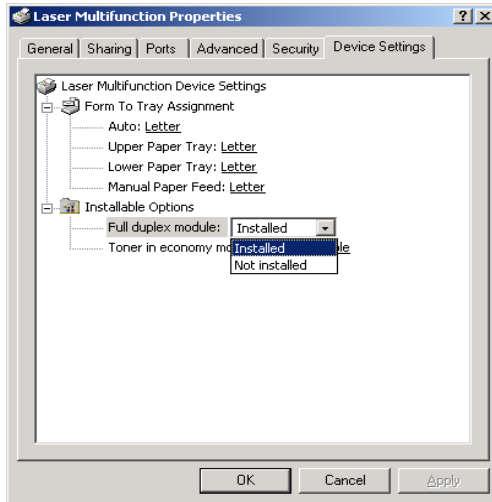 Laser Multifunction Properties
General Sharing Ports Advanced Security Device Settings
Laser Multifunction Device Settings
Form To Tray Assignment
Auto: Letter
Upper Paper Tray: Letter
Lower Paper Tray: Letter
Manual Paper Feed: Letter
Installable Options
Full duplex module: Installed
Toner in economy
Installed
Not installed
OK Cancel Apply